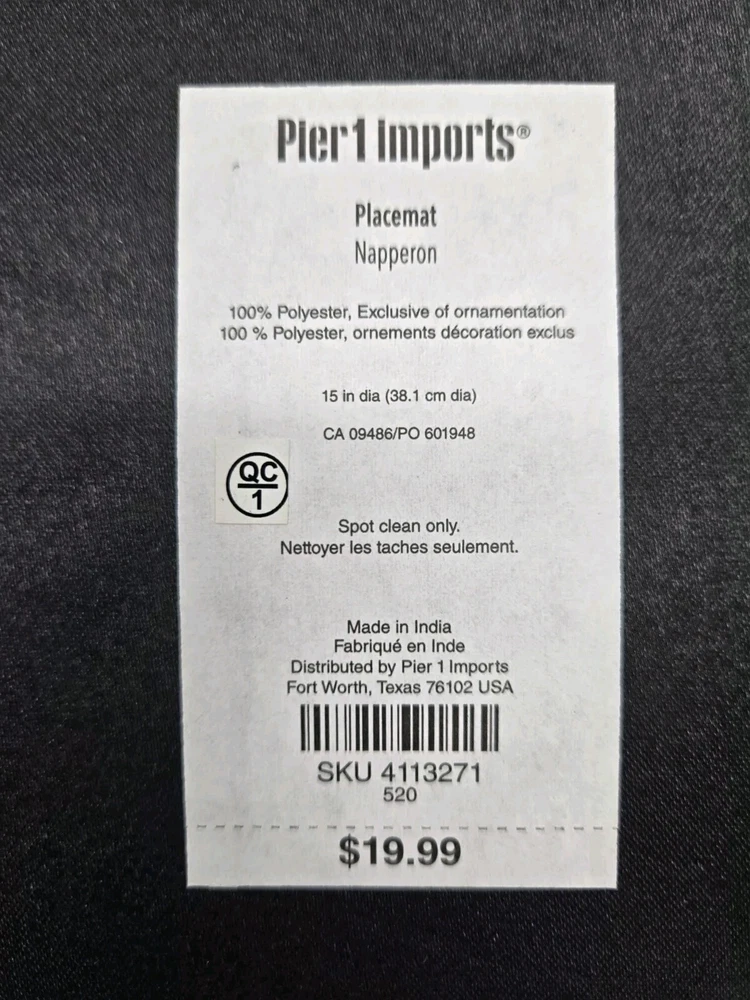 Pier1 imports®
Placemat
Napperon
100% Polyester, Exclusive of ornamentation
100 % Polyester, ornements décoration exclus
15 in dia (38.1 cm dia)
CA 09486/PO 601948
QC
1
Spot clean only.
Nettoyer les taches seulement.
Made in India
Fabriqué en Inde
Distributed by Pier 1 Imports
Fort Worth, Texas 76102 USA
SKU 4113271
520
$19.99